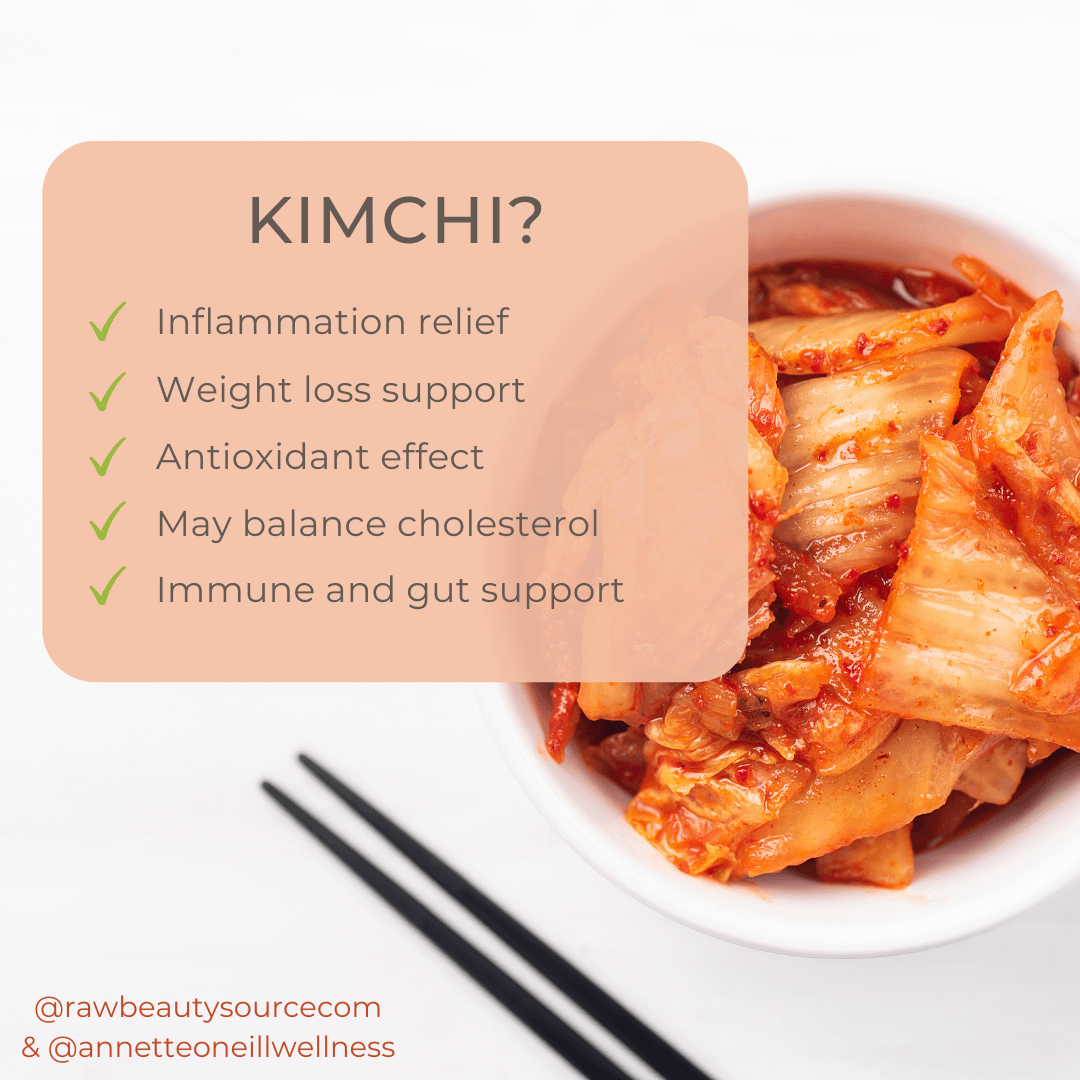 KIMCHI?
Inflammation relief
Weight loss support
Antioxidant effect
May balance cholesterol
Immune and gut support
@rawbeautysourcecom
& @annetteoneillwellness